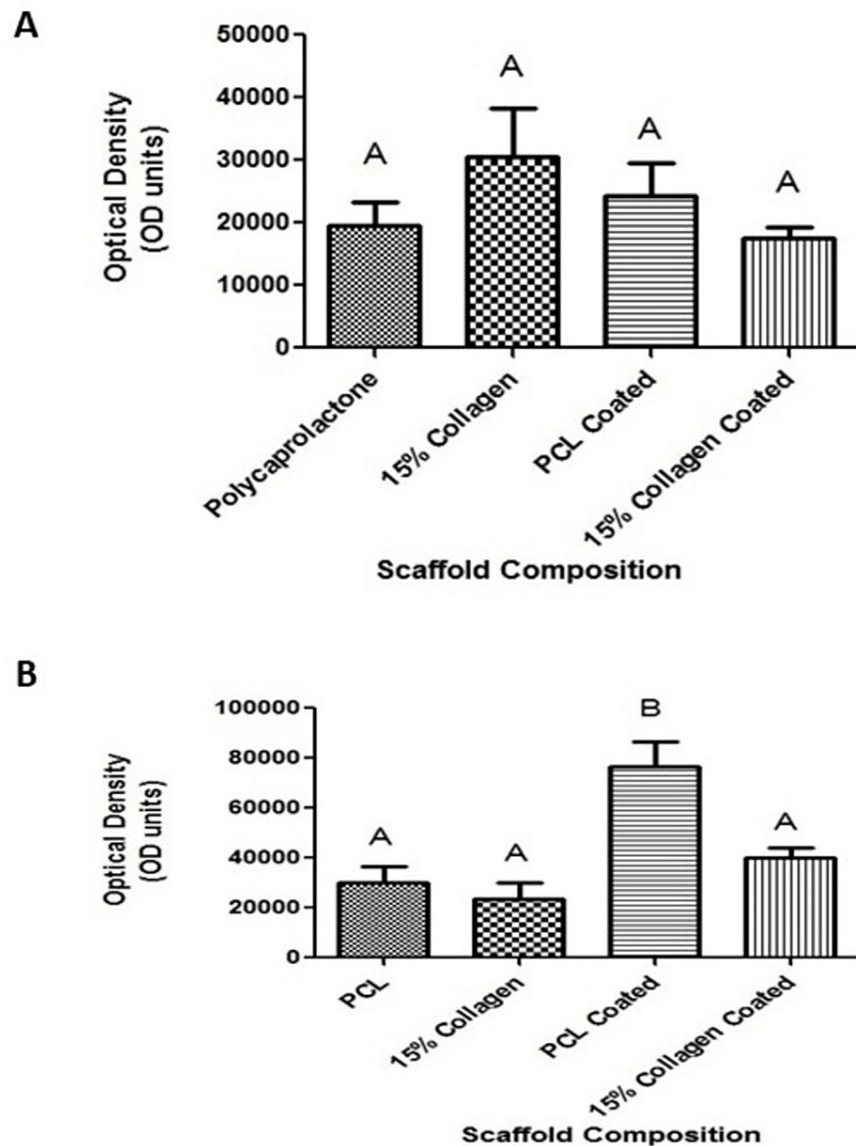 A
Optical Density
(OD units)
50000
40000
30000
20000
10000
0
A
A
A
A
Polycaprolactone
15% Collagen
PCL Coated
15% Collagen Coated
Scaffold Composition
B
Optical Density
(OD units)
100000
80000
60000
40000
20000
0
A
A
B
A
PCL
15% Collagen
PCL Coated
15% Collagen Coated
Scaffold Composition